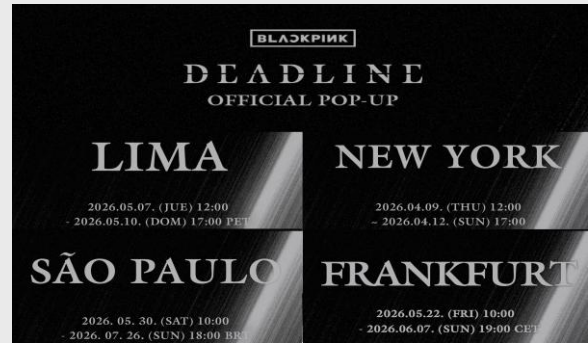 BLACKPINK
DEADLINE
OFFICIAL POP-UP
LIMA
2026.05.07. (JUE) 12:00
- 2026.05.10. (DOM) 17:00 PET
NEW YORK
2026.04.09. (THU) 12:00
~ 2026.04.12. (SUN) 17:00
SÃO PAULO
2026. 05. 30. (SAT) 10:00
- 2026. 07. 26. (SUN) 18:00 BRT
FRANKFURT
2026.05.22. (FRI) 10:00
- 2026.06.07. (SUN) 19:00 CET